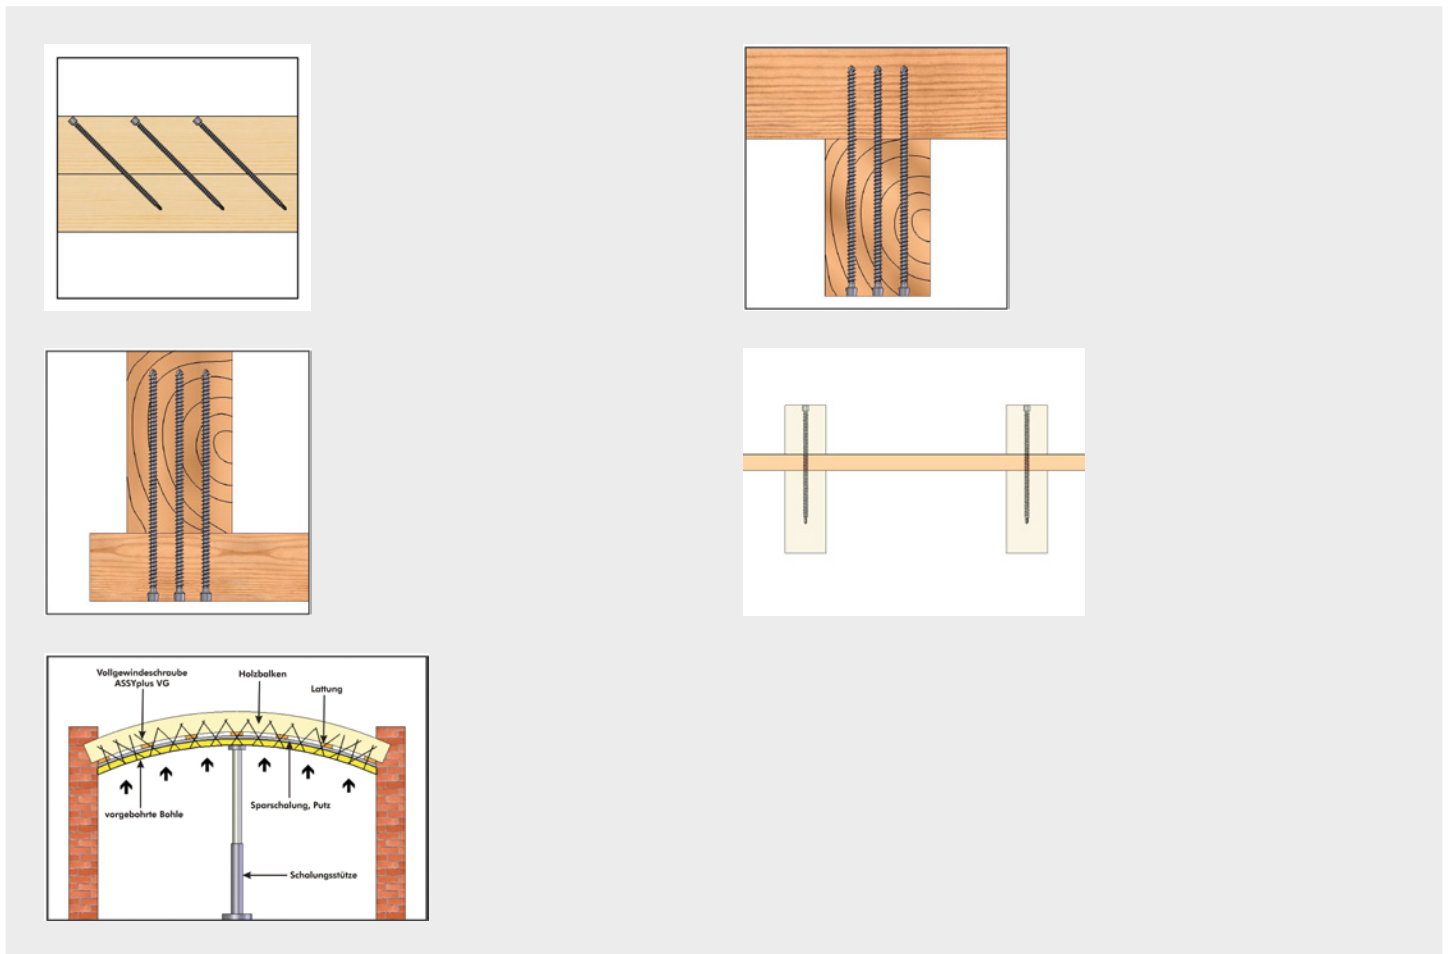 Vollgewindeschraube
ASSYplus VG
Holzbalken
Lattung
vorgebohrte Bohle
Sparschalung, Putz
Schalungsstütze